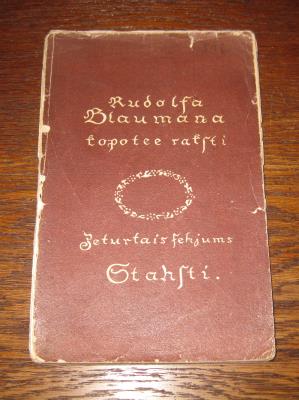 Rudolfa
Blaumana
kopotee rakſti
Zeturtais ſehjums
Stahſti.